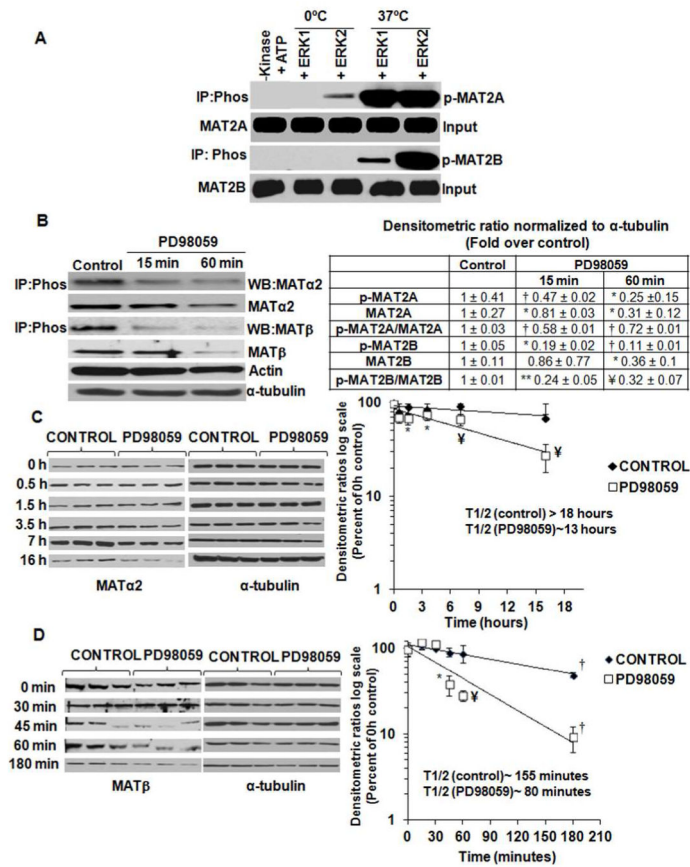 A
0ºC
37ºC
-Kinase
+ ATP
+ ERK1
+ ERK2
+ ERK1
+ ERK2
IP:Phos
p-MAT2A
MAT2A
Input
IP: Phos
p-MAT2B
MAT2B
Input
B
PD98059
Control
15 min
60 min
IP:Phos
WB:MATα2
MATα2
IP:Phos
WB:MATβ
MATβ
Actin
α-tubulin
Densitometric ratio normalized to α-tubulin
(Fold over control)
Control PD98059
15 min 60 min
p-MAT2A 1 ± 0.41 † 0.47 ± 0.02 * 0.25 ±0.15
MAT2A 1 ± 0.27 * 0.81 ± 0.03 * 0.31 ± 0.12
p-MAT2A/MAT2A 1 ± 0.03 † 0.58 ± 0.01 † 0.72 ± 0.01
p-MAT2B 1 ± 0.05 * 0.19 ± 0.02 † 0.11 ± 0.01
MAT2B 1 ± 0.11 0.86 ± 0.77 * 0.36 ± 0.1
p-MAT2B/MAT2B 1 ± 0.01 ** 0.24 ± 0.05 ¥ 0.32 ± 0.07
C
CONTROL PD98059 CONTROL PD98059
0 h
0.5 h
1.5 h
3.5 h
7 h
16 h
MATα2
α-tubulin
Densitometric ratios log scale
(Percent of 0h control)
100
10
1
* * ¥ ¥
CONTROL
PD98059
T1/2 (control) > 18 hours
T1/2 (PD98059)~13 hours
0 3 6 9 12 15 18
Time (hours)
D
CONTROL PD98059 CONTROL PD98059
0 min
30 min
45 min
60 min
180 min
MATβ
α-tubulin
Densitometric ratios log scale
(Percent of 0h control)
100
10
1
* ¥ † †
CONTROL
PD98059
T1/2 (control)~ 155 minutes
T1/2 (PD98059)~ 80 minutes
0 30 60 90 120 150 180 210
Time (minutes)